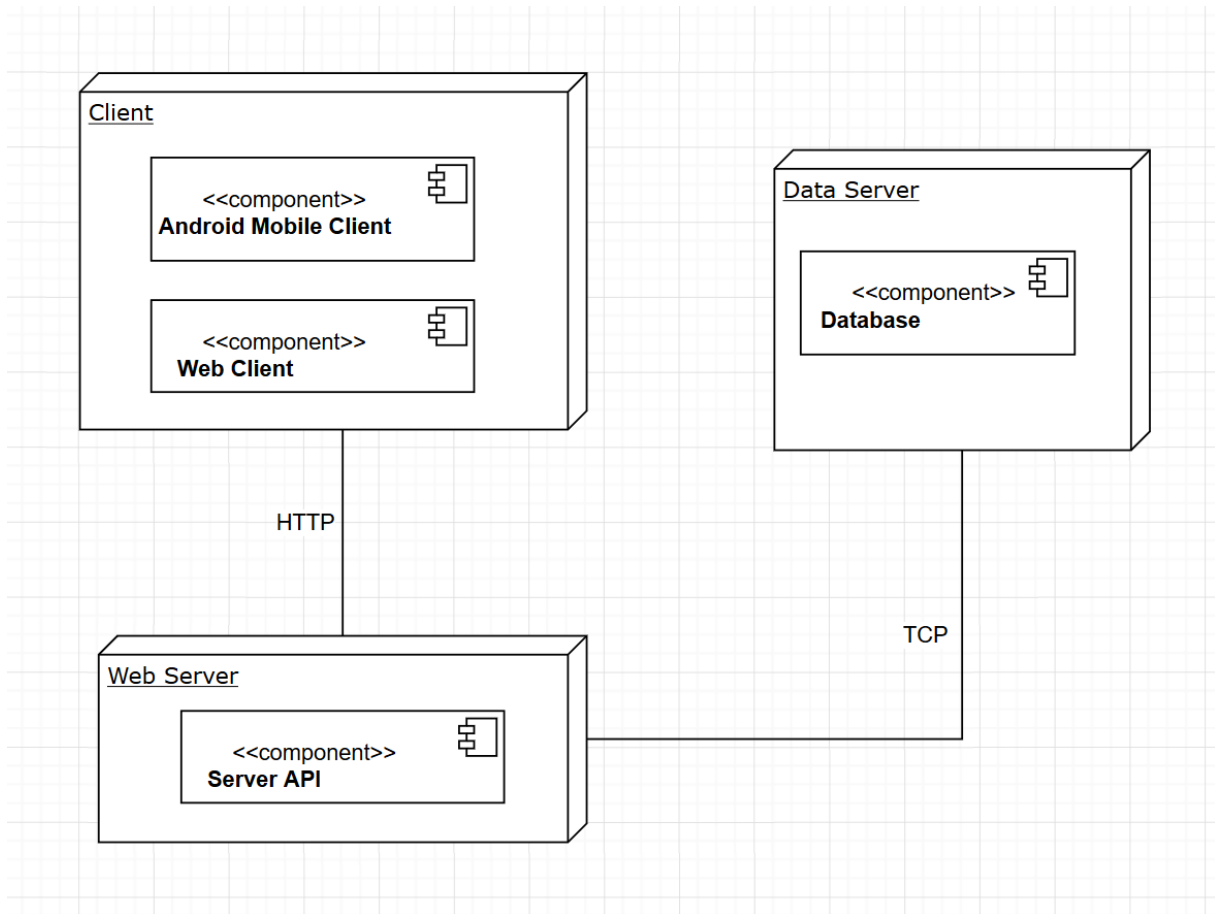 Client
<<component>>
Android Mobile Client
<<component>>
Web Client
Data Server
<<component>>
Database
HTTP
TCP
Web Server
<<component>>
Server API